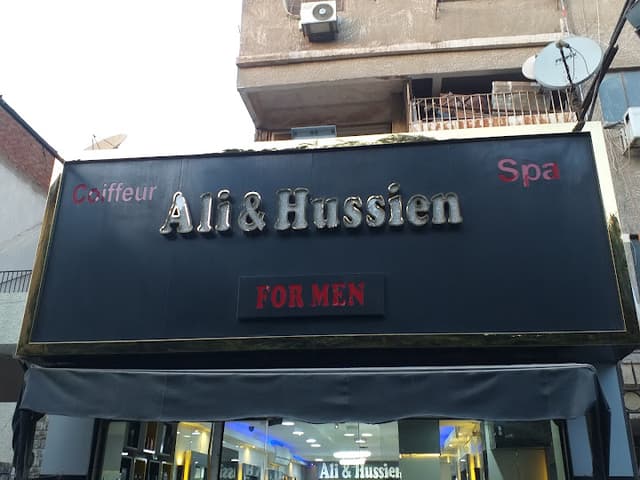 Coiffeur
Spa
Ali & Hussien
FOR MEN
Ali & Hussien